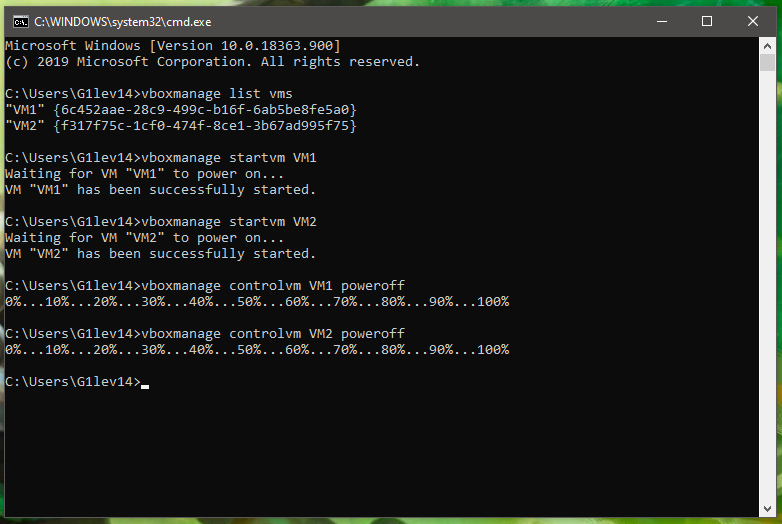 C:\WINDOWS\system32\cmd.exe
Microsoft Windows [Version 10.0.18363.900]
(c) 2019 Microsoft Corporation. All rights reserved.
C:\Users\G1lev14>vboxmanage list vms
"VM1" {6c452aae-28c9-499c-b16f-6ab5be8fe5a0}
"VM2" {f317f75c-1cf0-474f-8ce1-3b67ad995f75}
C:\Users\G1lev14>vboxmanage startvm VM1
Waiting for VM "VM1" to power on...
VM "VM1" has been successfully started.
C:\Users\G1lev14>vboxmanage startvm VM2
Waiting for VM "VM2" to power on...
VM "VM2" has been successfully started.
C:\Users\G1lev14>vboxmanage controlvm VM1 poweroff
0%...10%...20%...30%...40%...50%...60%...70%...80%...90%...100%
C:\Users\G1lev14>vboxmanage controlvm VM2 poweroff
0%...10%...20%...30%...40%...50%...60%...70%...80%...90%...100%
C:\Users\G1lev14>